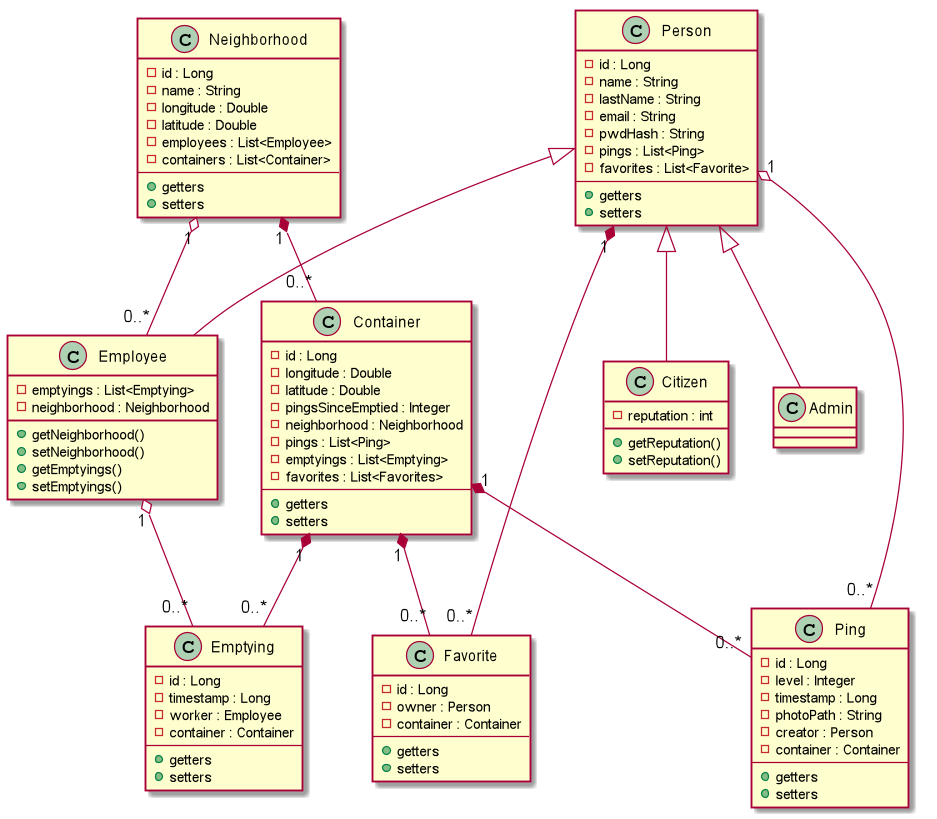 C Neighborhood
id : Long
name : String
longitude : Double
latitude : Double
employees : List<Employee>
containers : List<Container>
getters
setters
C Person
id : Long
name : String
lastName : String
email : String
pwdHash : String
pings : List<Ping>
favorites : List<Favorite>
getters
setters
1
1
1
1
0..*
0..*
C Employee
emptyings : List<Emptying>
neighborhood : Neighborhood
getNeighborhood()
setNeighborhood()
getEmptyings()
setEmptyings()
C Container
id : Long
longitude : Double
latitude : Double
pingsSinceEmptied : Integer
neighborhood : Neighborhood
pings : List<Ping>
emptyings : List<Emptying>
favorites : List<Favorites>
getters
setters
C Citizen
reputation : int
getReputation()
setReputation()
C Admin
1
1
1
1
0..*
0..*
0..*
0..*
0..*
0..*
C Emptying
id : Long
timestamp : Long
worker : Employee
container : Container
getters
setters
C Favorite
id : Long
owner : Person
container : Container
getters
setters
C Ping
id : Long
level : Integer
timestamp : Long
photoPath : String
creator : Person
container : Container
getters
setters